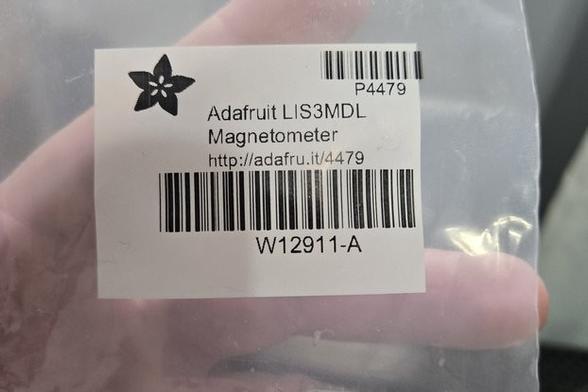 P4479
Adafruit LIS3MDL
Magnetometer
http://adafru.it/4479
W12911-A